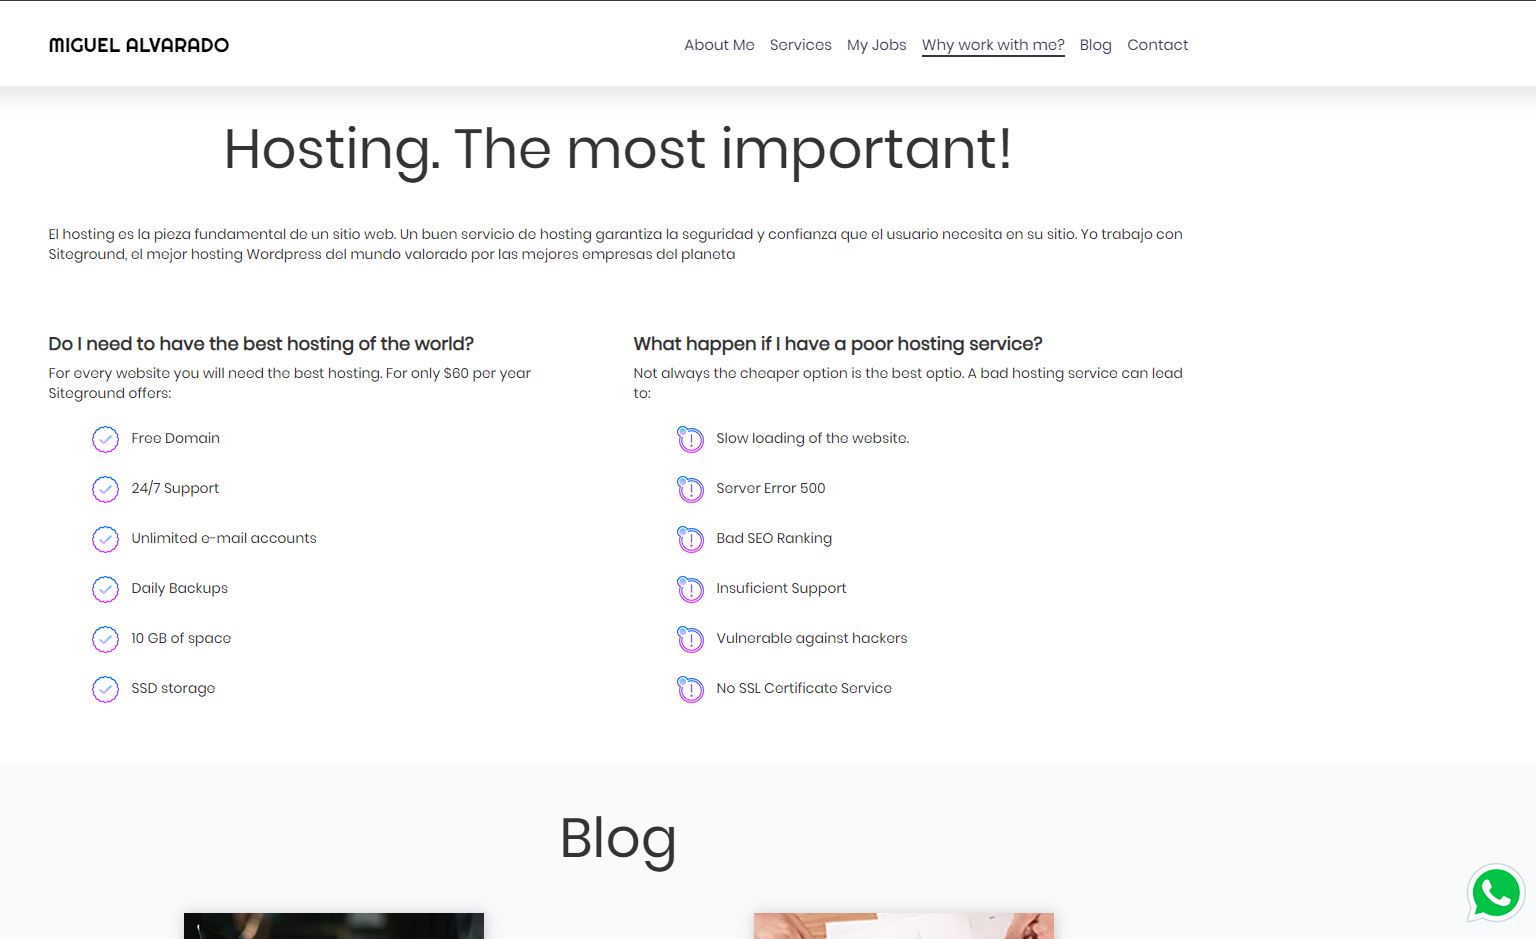 MIGUEL ALVARADO
About Me Services My Jobs Why work with me? Blog Contact
Hosting. The most important!
El hosting es la pieza fundamental de un sitio web. Un buen servicio de hosting garantiza la seguridad y confianza que el usuario necesita en su sitio. Yo trabajo con
Siteground, el mejor hosting Wordpress del mundo valorado por las mejores empresas del planeta
Do I need to have the best hosting of the world?
For every website you will need the best hosting. For only $60 per year
Siteground offers:
Free Domain
24/7 Support
Unlimited e-mail accounts
Daily Backups
10 GB of space
SSD storage
What happen if I have a poor hosting service?
Not always the cheaper option is the best optio. A bad hosting service can lead
to:
Slow loading of the website.
Server Error 500
Bad SEO Ranking
Insuficient Support
Vulnerable against hackers
No SSL Certificate Service
Blog